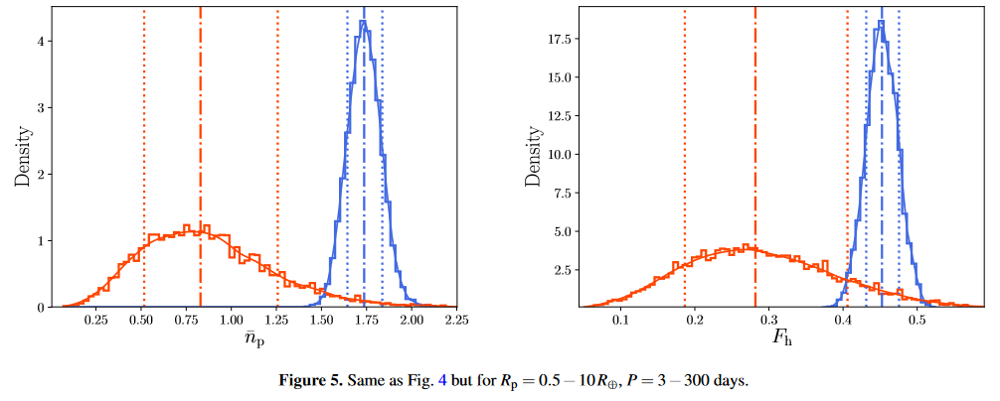 4
3
2
1
0
Density
0.25 0.50 0.75 1.00 1.25 1.50 1.75 2.00 2.25
n̄p
17.5
15.0
12.5
10.0
7.5
5.0
2.5
Density
0.1 0.2 0.3 0.4 0.5
Fh
Figure 5. Same as Fig. 4 but for Rp = 0.5 − 10 R⊕, P = 3 − 300 days.